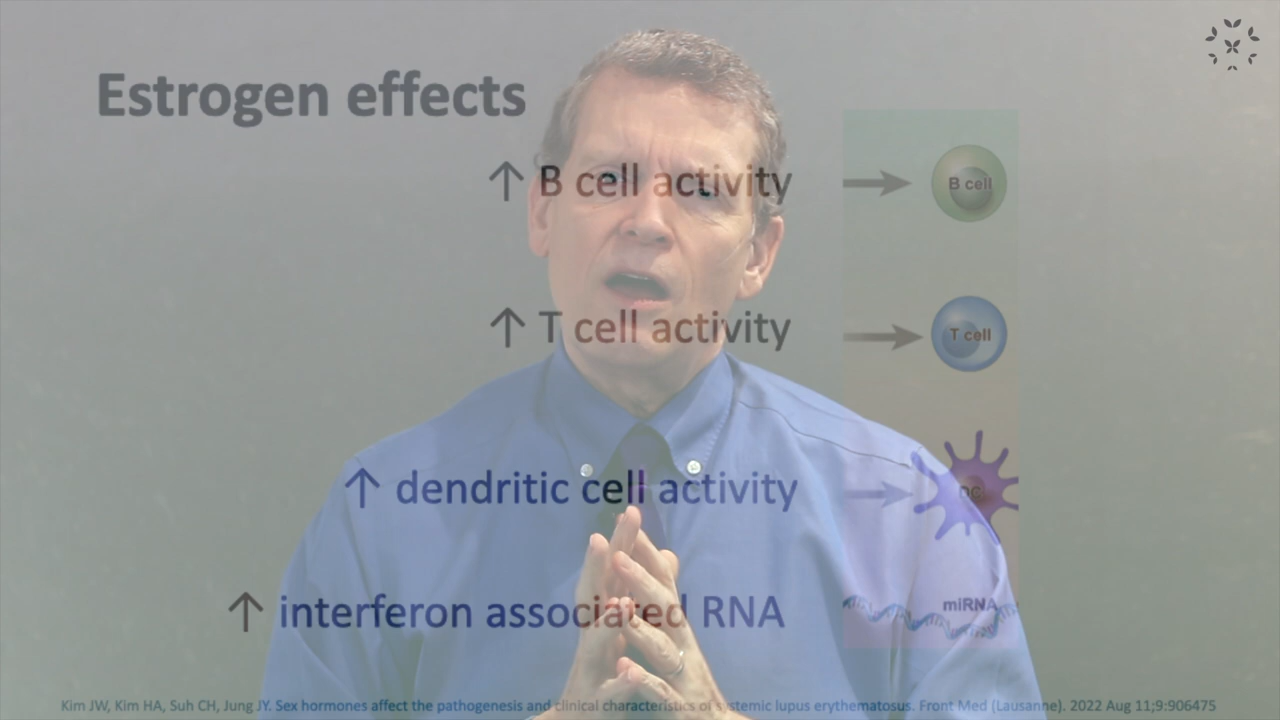 Estrogen effects
↑ B cell activity
B cell
↑ T cell activity
T cell
↑ dendritic cell activity
DC
↑ interferon associated RNA
miRNA
Kim JW, Kim HA, Suh CH, Jung JY. Sex hormones affect the pathogenesis and clinical characteristics of systemic lupus erythematosus. Front Med (Lausanne). 2022 Aug 11;9:906475